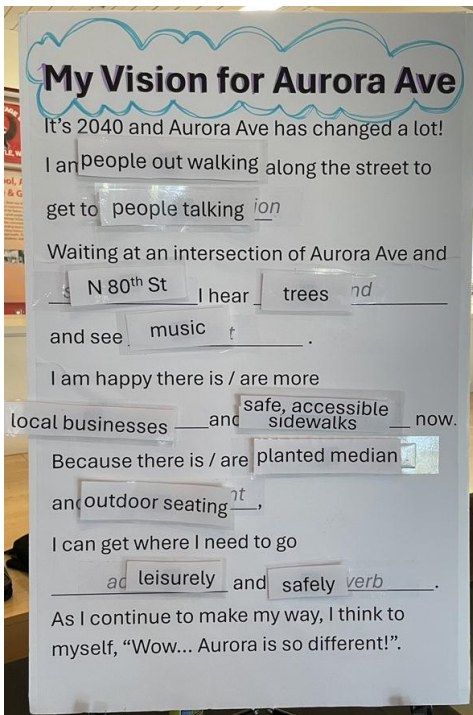 My Vision for Aurora Ave
It's 2040 and Aurora Ave has changed a lot!
I am people out walking along the street to
get to people talking ion
Waiting at an intersection of Aurora Ave and
s N 80th St I hear trees nd
and see music t .
I am happy there is / are more
local businesses and safe, accessible sidewalks now.
Because there is / are planted median
and outdoor seating nt,
I can get where I need to go
ad leisurely and safely verb.
As I continue to make my way, I think to
myself, “Wow... Aurora is so different!”.